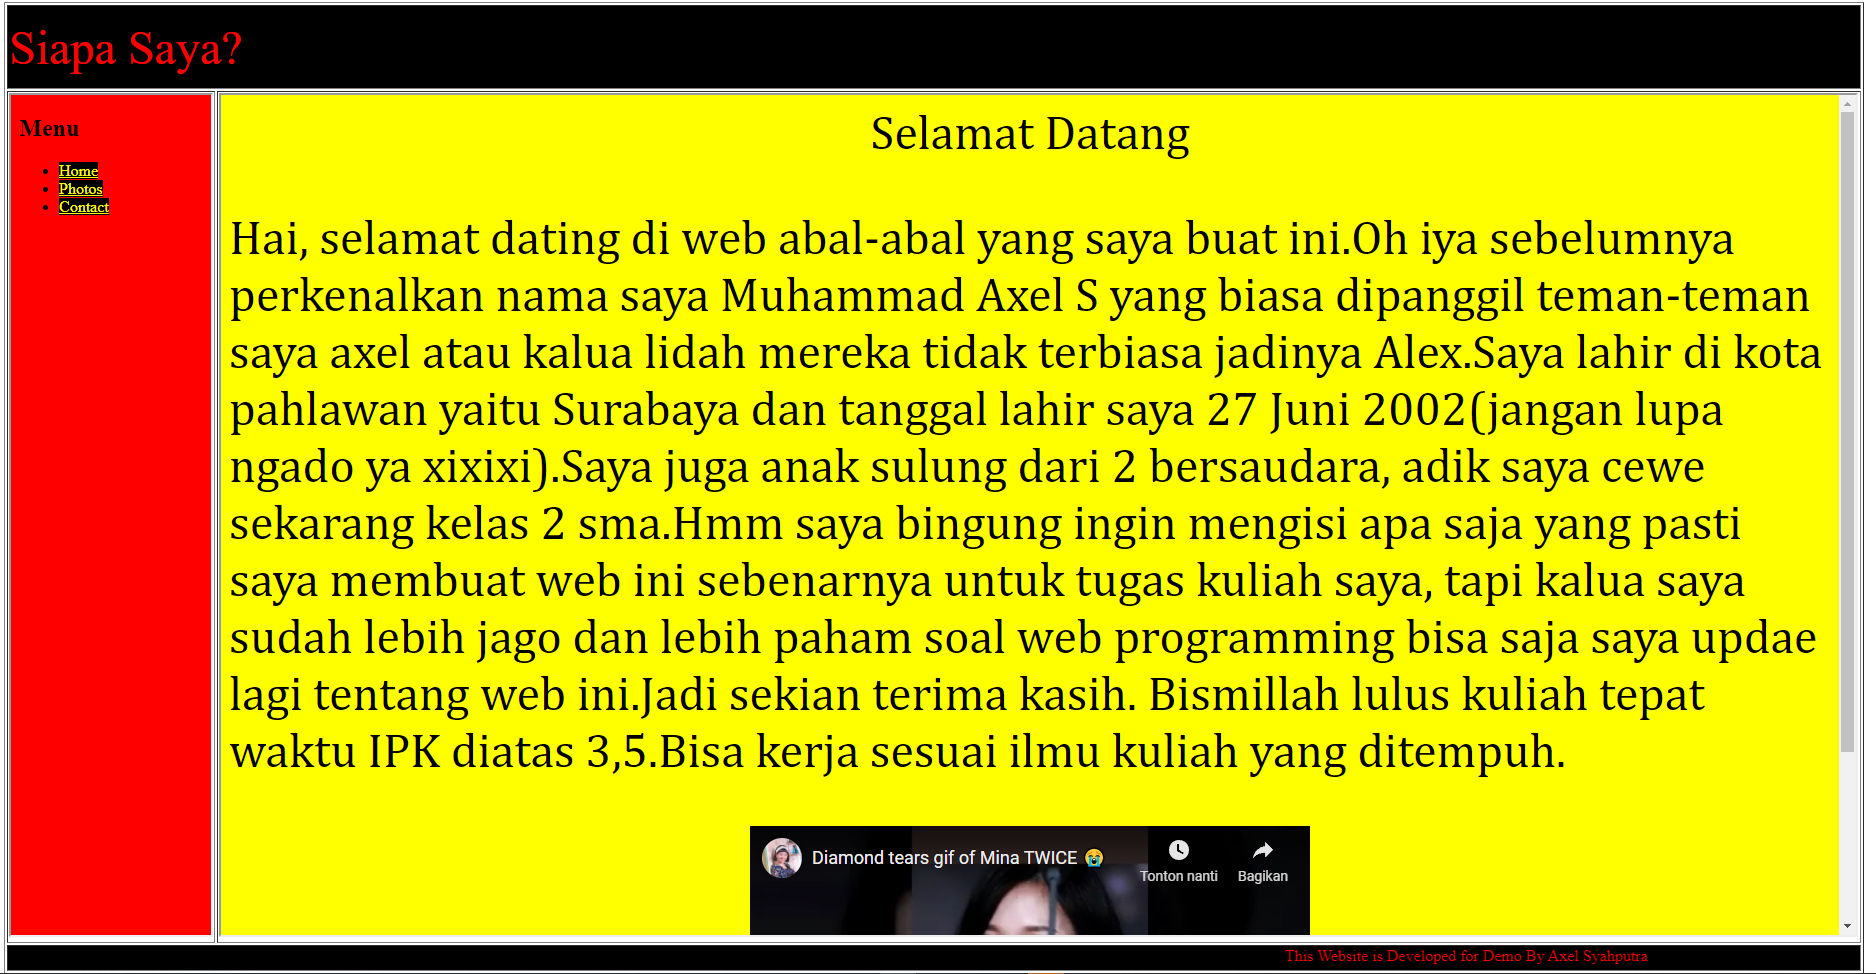 Siapa Saya?
Menu
Home
Photos
Contact
Selamat Datang
Hai, selamat dating di web abal-abal yang saya buat ini.Oh iya sebelumnya
perkenalkan nama saya Muhammad Axel S yang biasa dipanggil teman-teman
saya axel atau kalua lidah mereka tidak terbiasa jadinya Alex.Saya lahir di kota
pahlawan yaitu Surabaya dan tanggal lahir saya 27 Juni 2002(jangan lupa
ngado ya xixixi).Saya juga anak sulung dari 2 bersaudara, adik saya cewe
sekarang kelas 2 sma.Hmm saya bingung ingin mengisi apa saja yang pasti
saya membuat web ini sebenarnya untuk tugas kuliah saya, tapi kalua saya
sudah lebih jago dan lebih paham soal web programming bisa saja saya updae
lagi tentang web ini.Jadi sekian terima kasih. Bismillah lulus kuliah tepat
waktu IPK diatas 3,5.Bisa kerja sesuai ilmu kuliah yang ditempuh.
Diamond tears gif of Mina TWICE 😭
Tonton nanti
Bagikan
This Website is Developed for Demo By Axel Syahputra